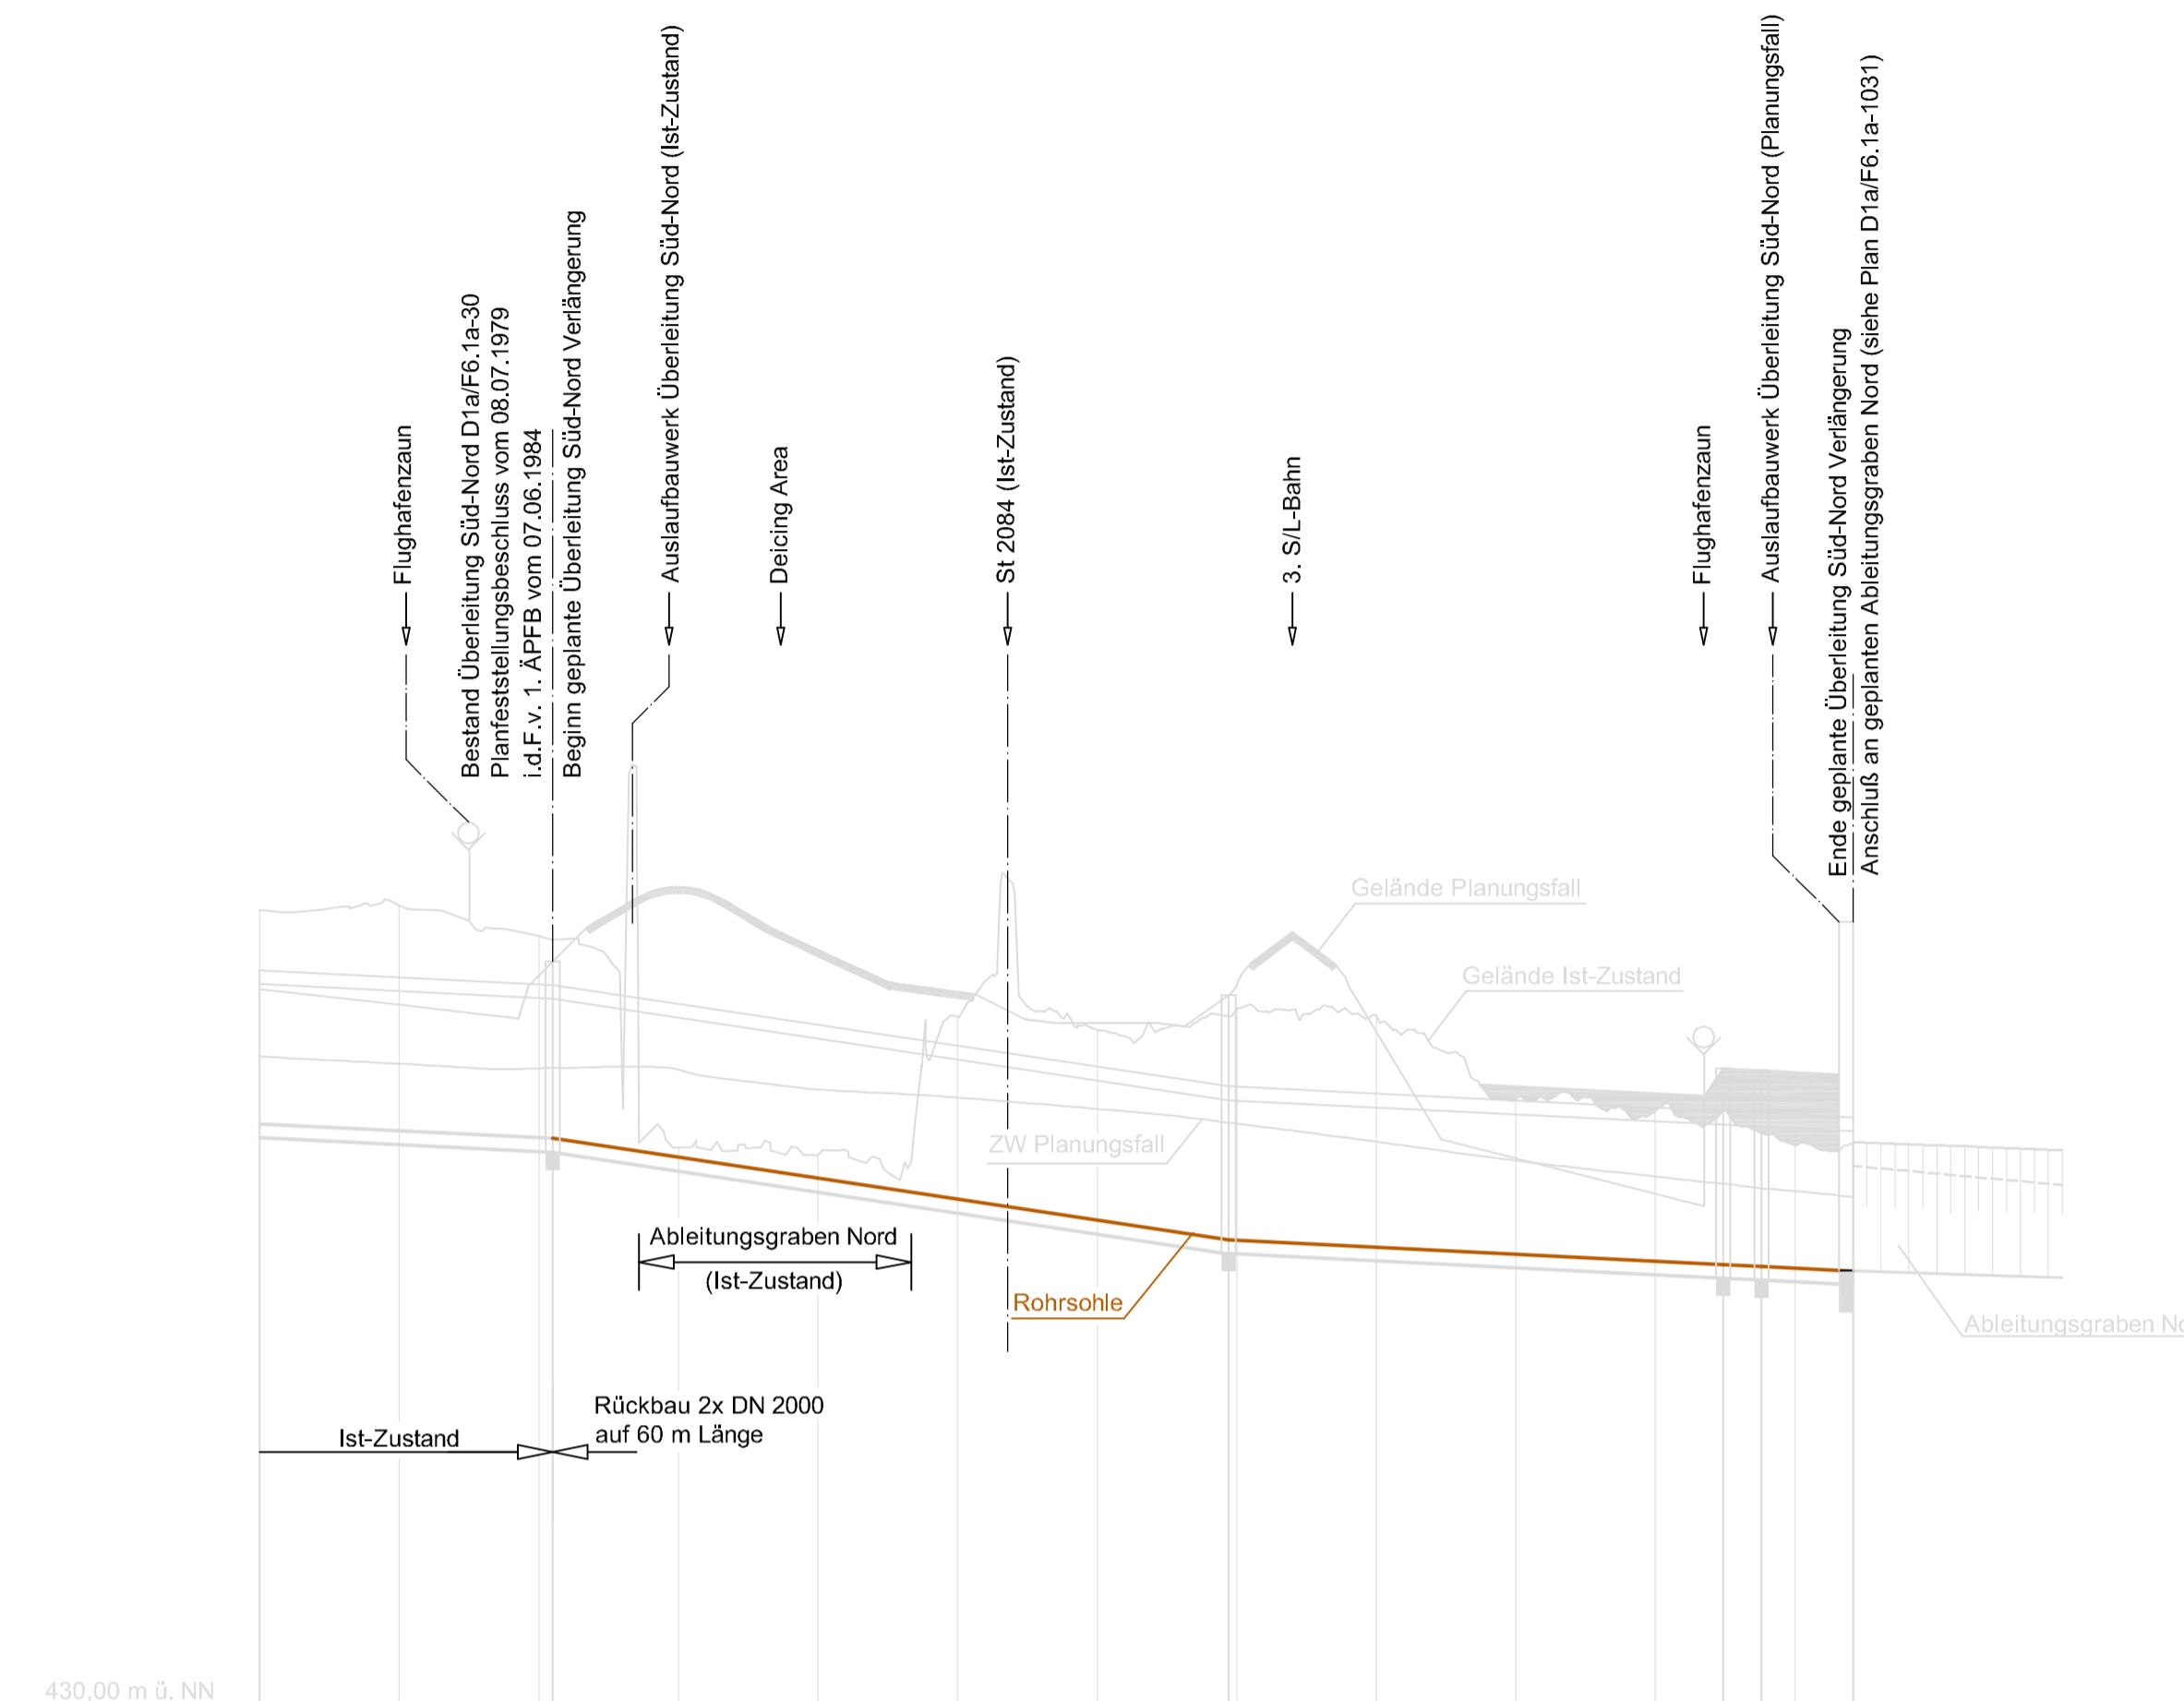 Flughafenzaun
Bestand Überleitung Süd-Nord D1a/F6.1a-30
Planfeststellungsbeschluss vom 08.07.1979
i.d.F.v. 1. ÄPFB vom 07.06.1984
Beginn geplante Überleitung Süd-Nord Verlängerung
Auslaufbauwerk Überleitung Süd-Nord (Ist-Zustand)
Deicing Area
St 2084 (Ist-Zustand)
3. S/L-Bahn
Flughafenzaun
Auslaufbauwerk Überleitung Süd-Nord (Planungsfall)
Ende geplante Überleitung Süd-Nord Verlängerung
Anschluß an geplanten Ableitungsgraben Nord (siehe Plan D1a/F6.1a-1031)
Gelände Planungsfall
Gelände Ist-Zustand
ZW Planungsfall
Ableitungsgraben Nord
(Ist-Zustand)
Rohrsohle
Ableitungsgraben No
Rückbau 2x DN 2000
auf 60 m Länge
Ist-Zustand
430,00 m ü. NN